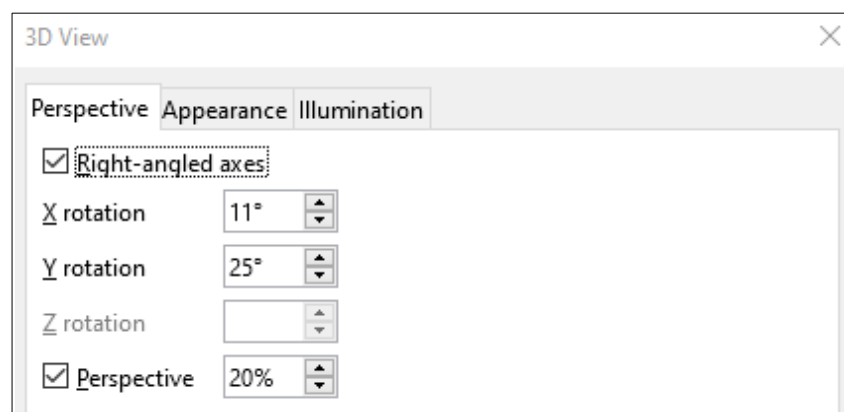 3D View
Perspective Appearance Illumination
Right-angled axes
X rotation 11°
Y rotation 25°
Z rotation
Perspective 20%